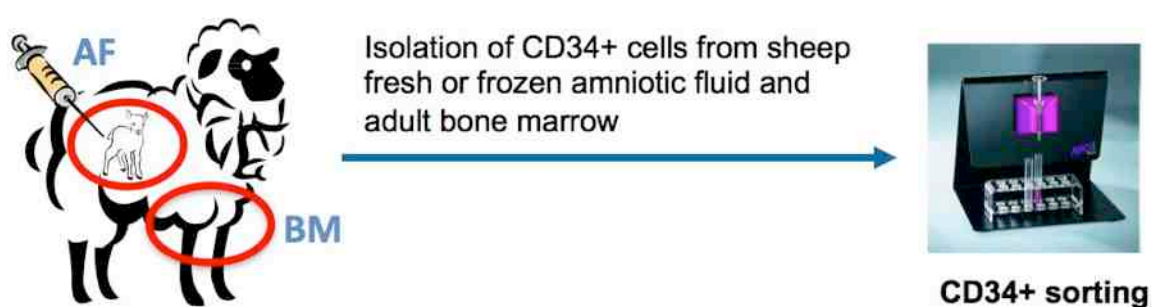 AF
Isolation of CD34+ cells from sheep
fresh or frozen amniotic fluid and
adult bone marrow
BM
CD34+ sorting